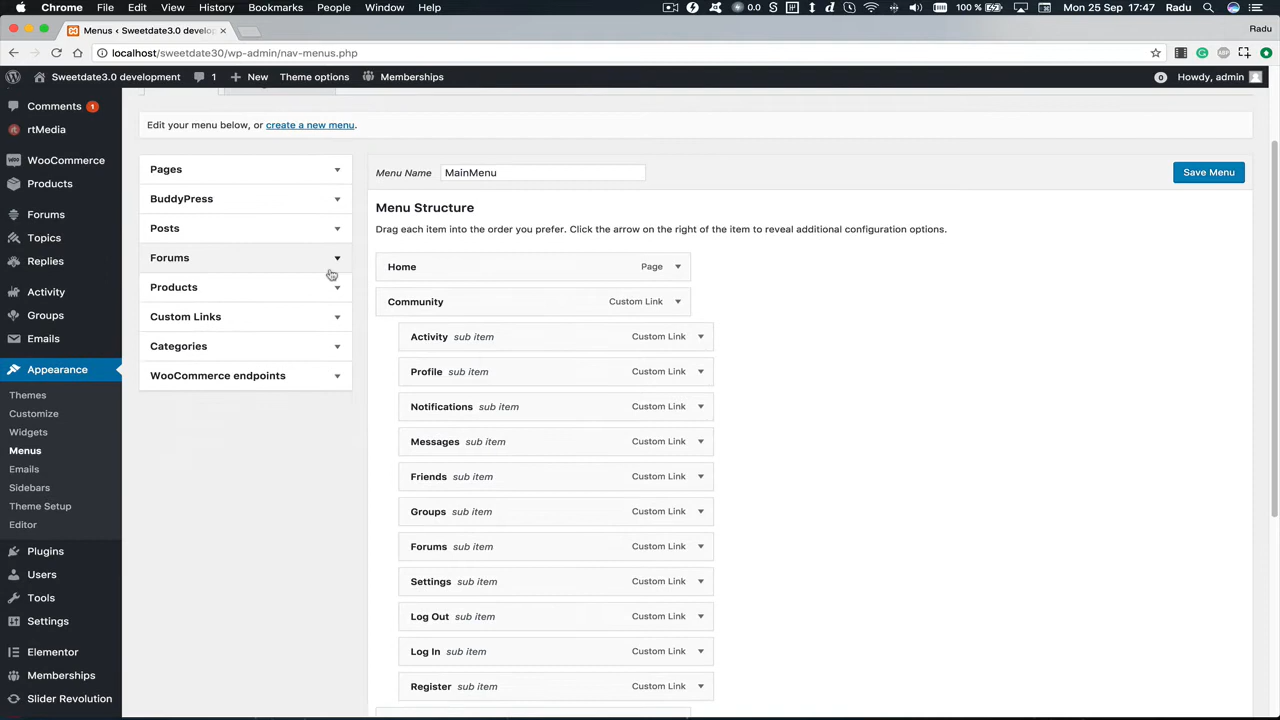 Chrome File Edit View History Bookmarks People Window Help 0.0 100 % Mon 25 Sep 17:47 Radu
Menus < Sweetdate3.0 develo × Radu
localhost/sweetdate30/wp-admin/nav-menus.php
Sweetdate3.0 development 1 + New Theme options Memberships 0 Howdy, admin
Comments 1
rtMedia
WooCommerce
Products
Forums
Topics
Replies
Activity
Groups
Emails
Appearance
Themes
Customize
Widgets
Menus
Emails
Sidebars
Theme Setup
Editor
Plugins
Users
Tools
Settings
Elementor
Memberships
Slider Revolution
Edit your menu below, or create a new menu.
Pages
BuddyPress
Posts
Forums
Products
Custom Links
Categories
WooCommerce endpoints
Menu Name MainMenu Save Menu
Menu Structure
Drag each item into the order you prefer. Click the arrow on the right of the item to reveal additional configuration options.
Home Page
Community Custom Link
Activity sub item Custom Link
Profile sub item Custom Link
Notifications sub item Custom Link
Messages sub item Custom Link
Friends sub item Custom Link
Groups sub item Custom Link
Forums sub item Custom Link
Settings sub item Custom Link
Log Out sub item Custom Link
Log In sub item Custom Link
Register sub item Custom Link